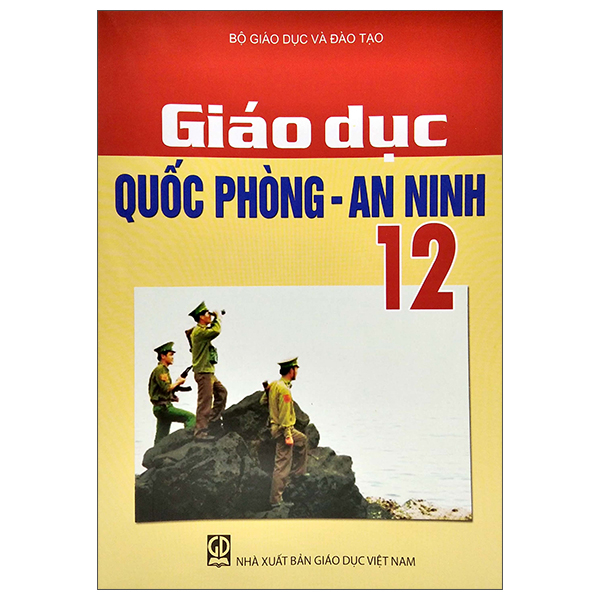 BỘ GIÁO DỤC VÀ ĐÀO TẠO
Giáo dục
QUỐC PHÒNG - AN NINH
12
GD
NHÀ XUẤT BẢN GIÁO DỤC VIỆT NAM